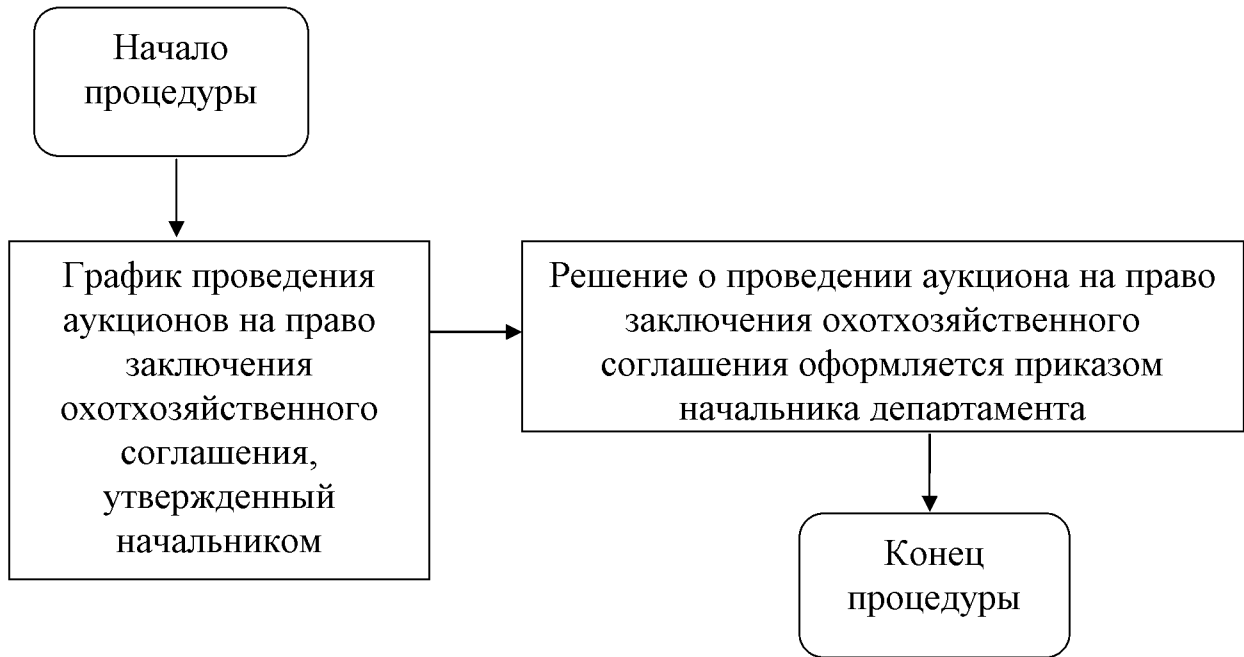 Начало
процедуры
График проведения
аукционов на право
заключения
охотхозяйственного
соглашения,
утвержденный
начальником
Решение о проведении аукциона на право
заключения охотхозяйственного
соглашения оформляется приказом
начальника департамента
Конец
процедуры